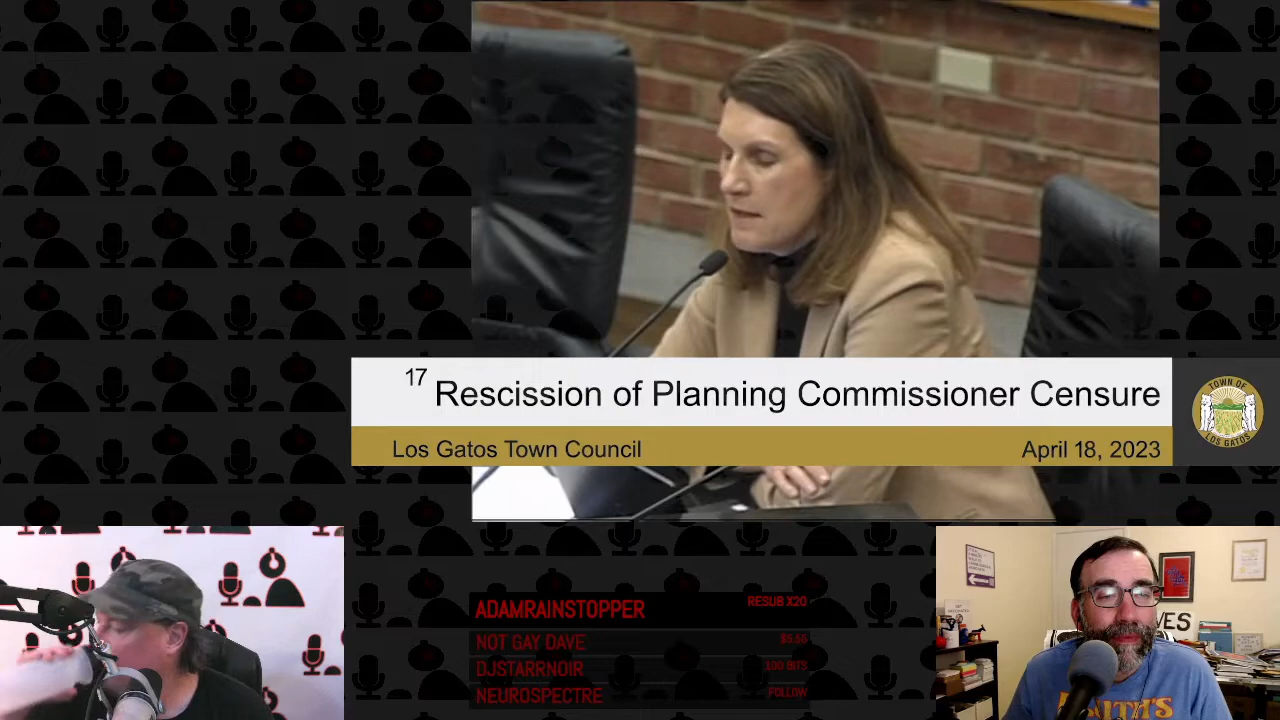 17 Rescission of Planning Commissioner Censure
Los Gatos Town Council April 18, 2023
TOWN OF
LOS GATOS
ADAMRAINSTOPPER RESUB X20
NOT GAY DAVE
DJSTARRNOIR 100 BITS
NEUROSPECTRE FOLLOW